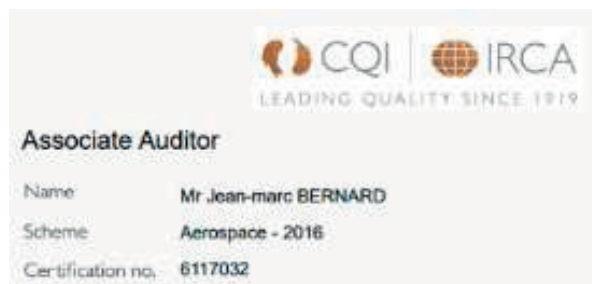 CQI IRCA
LEADING QUALITY SINCE 1919
Associate Auditor
Name Mr Jean-marc BERNARD
Scheme Aerospace - 2016
Certification no. 6117032